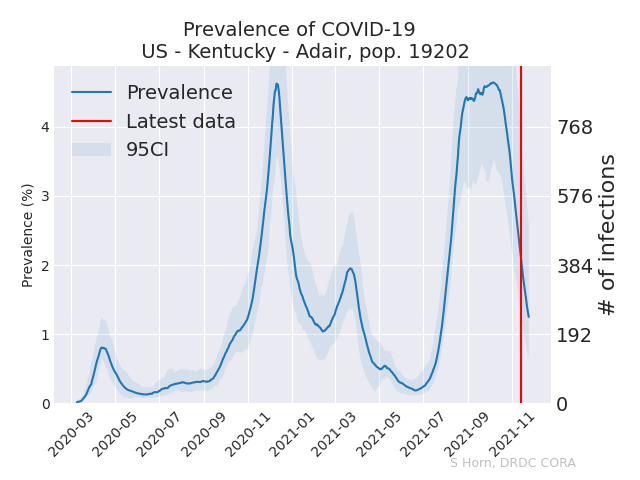 Prevalence of COVID-19
US - Kentucky - Adair, pop. 19202
Prevalence
Latest data
95CI
Prevalence (%)
4
3
2
1
0
768
576
384
192
0
# of infections
2020-03
2020-05
2020-07
2020-09
2020-11
2021-01
2021-03
2021-05
2021-07
2021-09
2021-11
S Horn, DRDC CORA